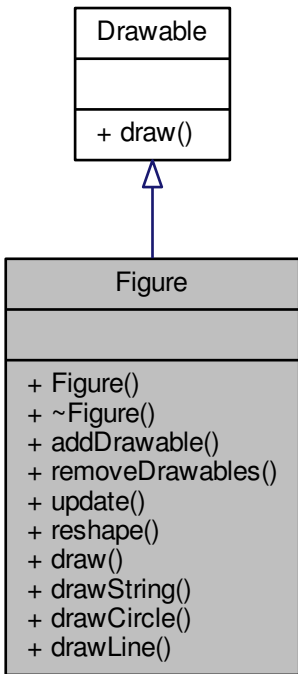 Drawable
+ draw()
Figure
+ Figure()
+ ~Figure()
+ addDrawable()
+ removeDrawables()
+ update()
+ reshape()
+ draw()
+ drawString()
+ drawCircle()
+ drawLine()